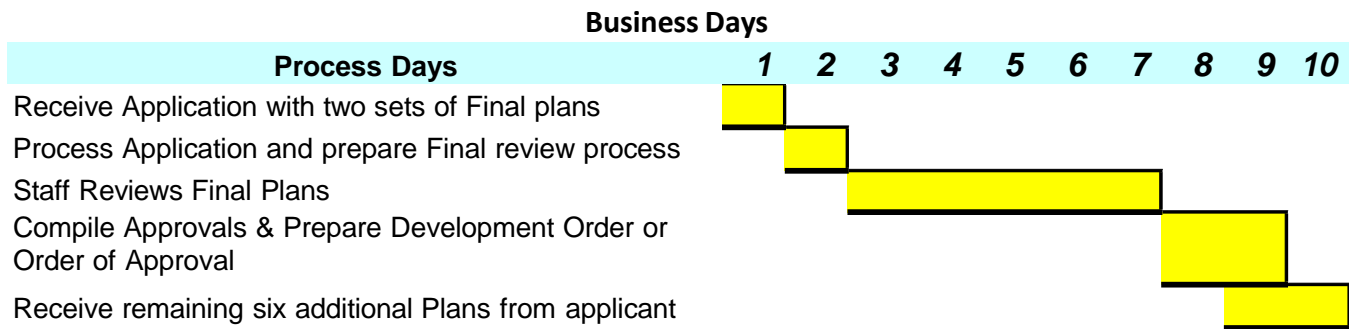 Business Days
Process Days 1 2 3 4 5 6 7 8 9 10
Receive Application with two sets of Final plans
Process Application and prepare Final review process
Staff Reviews Final Plans
Compile Approvals & Prepare Development Order or
Order of Approval
Receive remaining six additional Plans from applicant